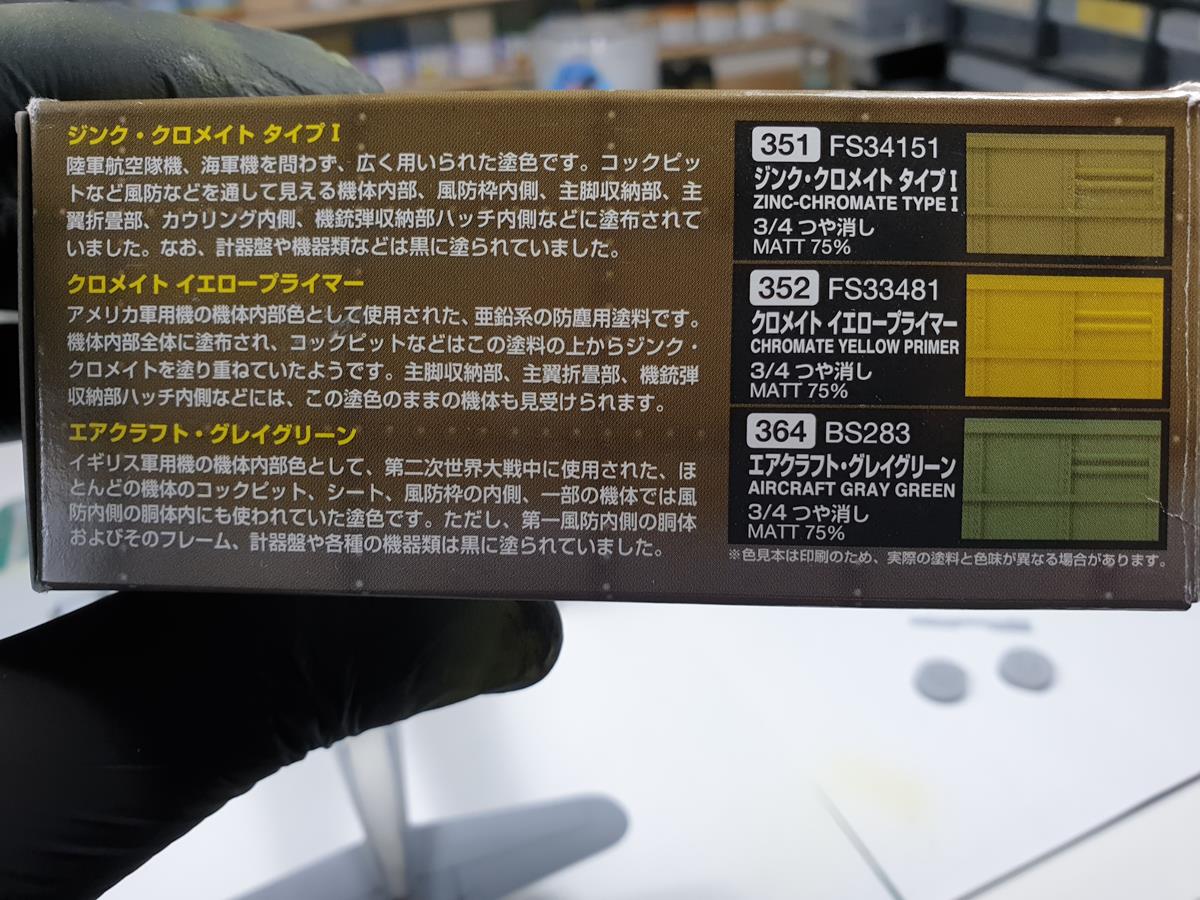 ジンク・クロメイト タイプⅠ
陸軍航空隊機、海軍機を問わず、広く用いられた塗色です。コックピッ
トなど風防などを通して見える機体内部、風防枠内側、主脚収納部、主
翼折畳部、カウリング内側、機銃弾収納部ハッチ内側などに塗布されて
いました。なお、計器盤や機器類などは黒に塗られていました。
クロメイト イエロープライマー
アメリカ軍用機の機体内部色として使用された、亜鉛系の防塵用塗料です。
機体内部全体に塗布され、コックピットなどはこの塗料の上からジンク・
クロメイトを塗り重ねていたようです。主脚収納部、主翼折畳部、機銃弾
収納部ハッチ内側などには、この塗色のままの機体も見受けられます。
エアクラフト・グレイグリーン
イギリス軍用機の機体内部色として、第二次世界大戦中に使用された、ほ
とんどの機体のコックピット、シート、風防枠の内側、一部の機体では風
防内側の胴体内にも使われていた塗色です。ただし、第一風防内側の胴体
およびそのフレーム、計器盤や各種の機器類は黒に塗られていました。
351 FS34151
ジンク・クロメイト タイプⅠ
ZINC-CHROMATE TYPE Ⅰ
3/4 つや消し
MATT 75%
352 FS33481
クロメイト イエロープライマー
CHROMATE YELLOW PRIMER
3/4 つや消し
MATT 75%
364 BS283
エアクラフト・グレイグリーン
AIRCRAFT GRAY GREEN
3/4 つや消し
MATT 75%
※色見本は印刷のため、実際の塗料と色味が異なる場合があります。